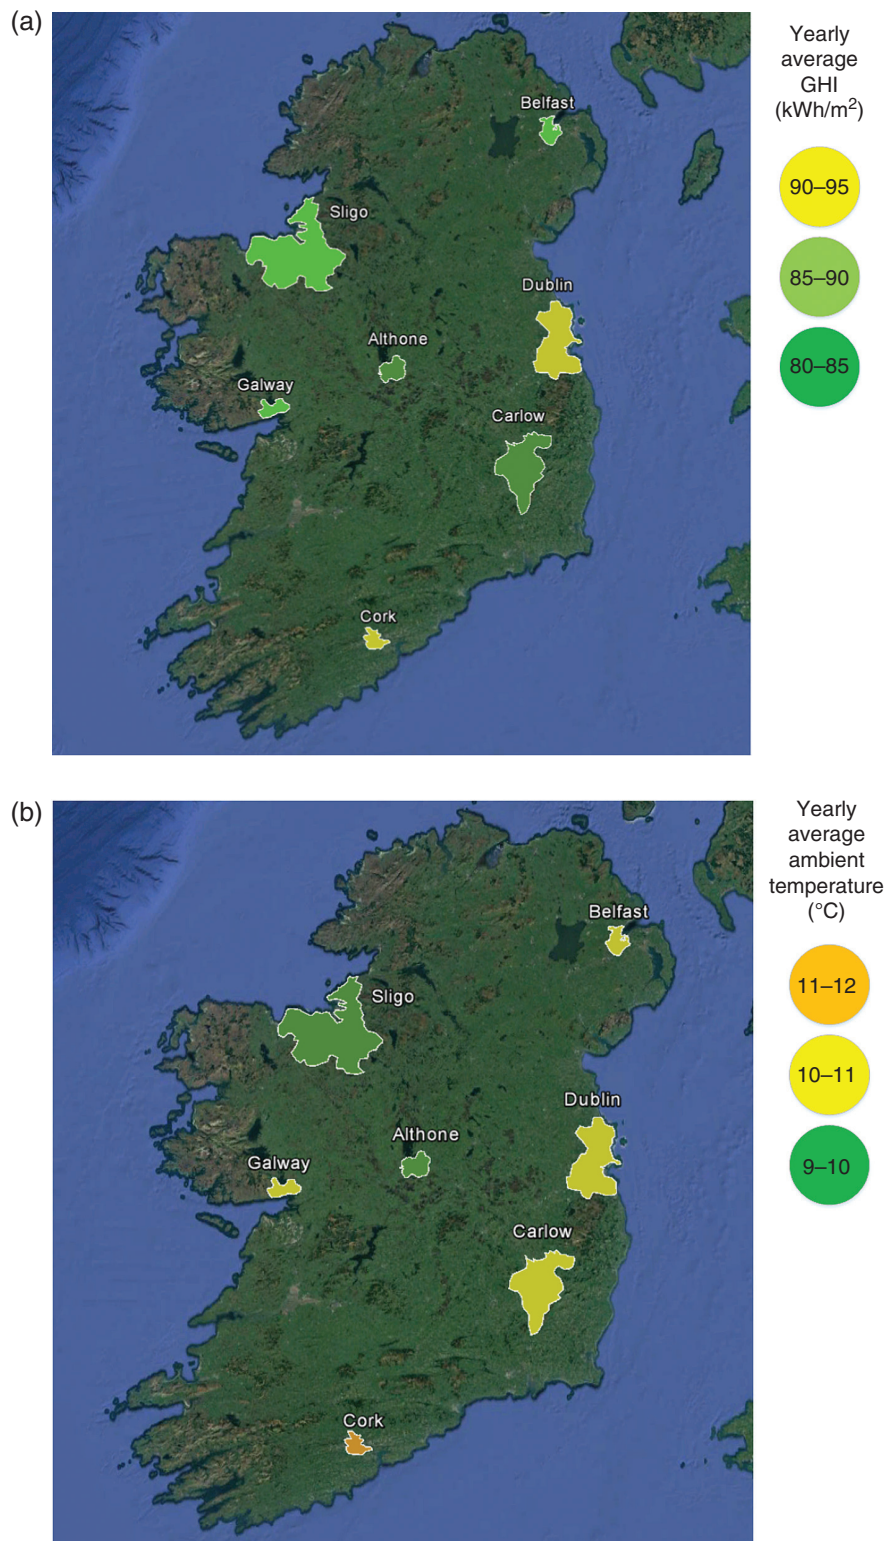 (a)
Belfast
Sligo
Dublin
Althone
Galway
Carlow
Cork
Yearly
average
GHI
(kWh/m²)
90–95
85–90
80–85
(b)
Belfast
Sligo
Dublin
Althone
Galway
Carlow
Cork
Yearly
average
ambient
temperature
(°C)
11–12
10–11
9–10